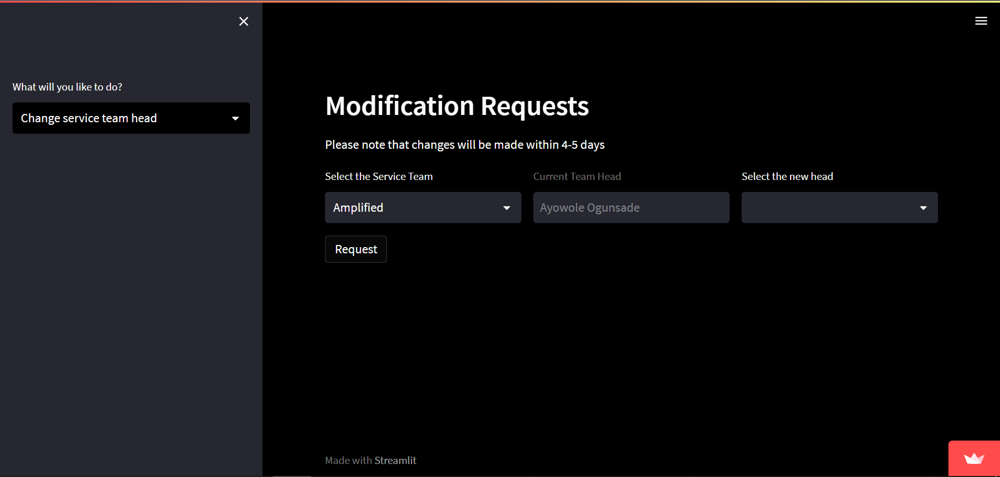 What will you like to do?
Change service team head
Modification Requests
Please note that changes will be made within 4-5 days
Select the Service Team
Current Team Head
Select the new head
Amplified
Ayowole Ogunsade
Request
Made with Streamlit